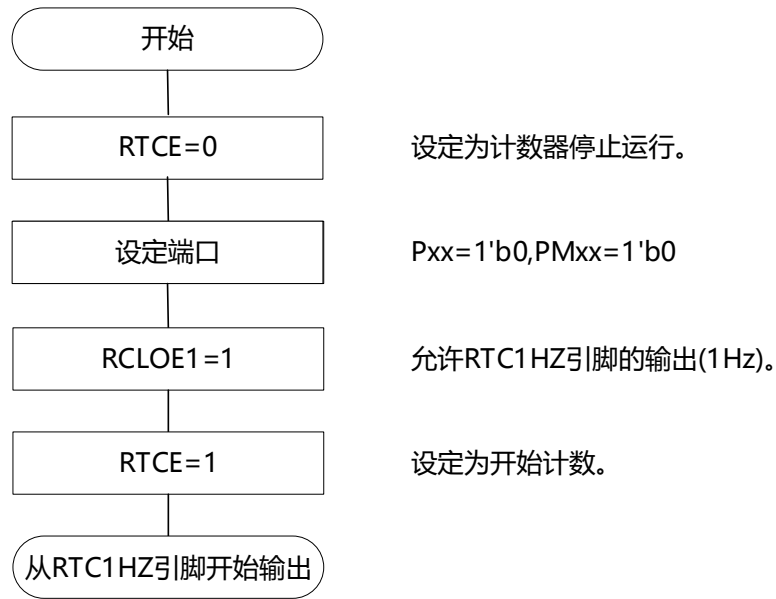 开始
RTCE=0 设定为计数器停止运行。
设定端口 Pxx=1'b0,PMxx=1'b0
RCLOE1=1 允许RTC1HZ引脚的输出(1Hz)。
RTCE=1 设定为开始计数。
从RTC1HZ引脚开始输出